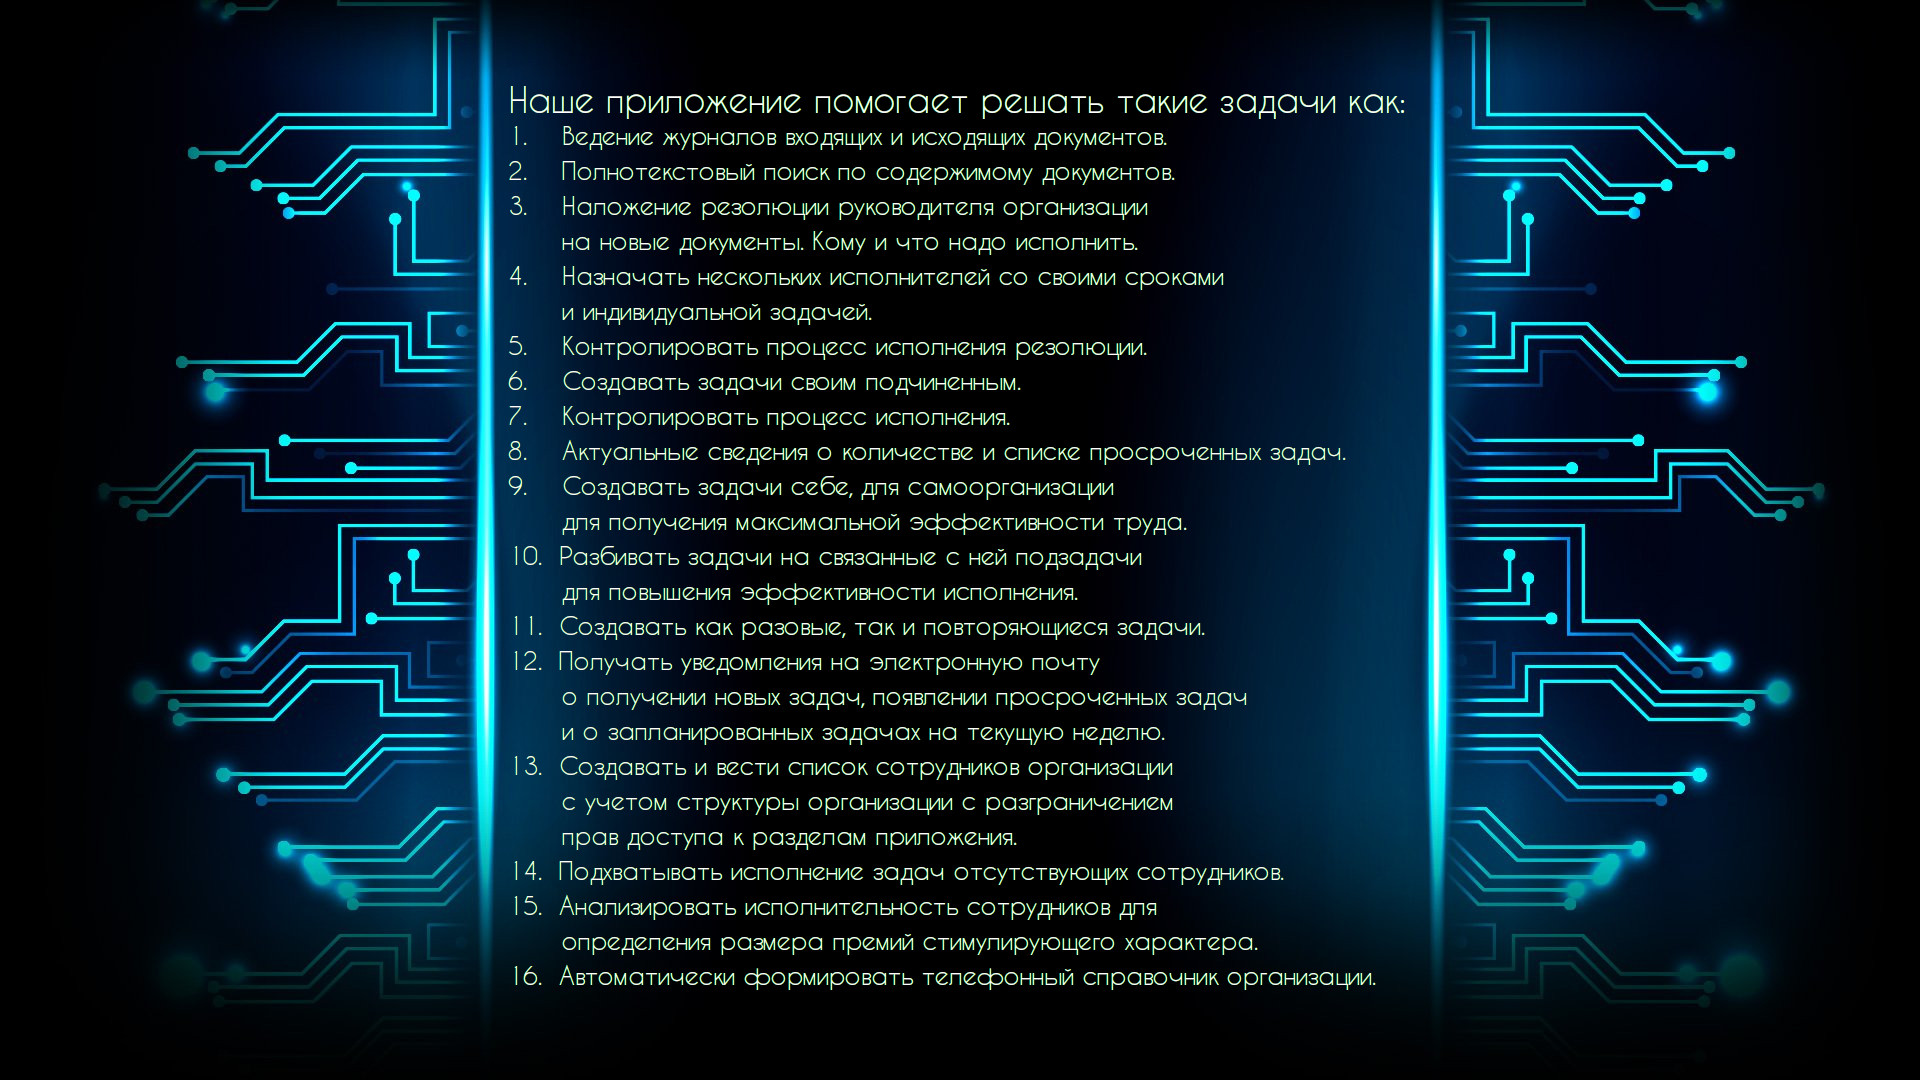 Наше приложение помогает решать такие задачи как:
1. Ведение журналов входящих и исходящих документов.
2. Полнотекстовый поиск по содержимому документов.
3. Наложение резолюции руководителя организации
на новые документы. Кому и что надо исполнить.
4. Назначать нескольких исполнителей со своими сроками
и индивидуальной задачей.
5. Контролировать процесс исполнения резолюции.
6. Создавать задачи своим подчиненным.
7. Контролировать процесс исполнения.
8. Актуальные сведения о количестве и списке просроченных задач.
9. Создавать задачи себе, для самоорганизации
для получения максимальной эффективности труда.
10. Разбивать задачи на связанные с ней подзадачи
для повышения эффективности исполнения.
11. Создавать как разовые, так и повторяющиеся задачи.
12. Получать уведомления на электронную почту
о получении новых задач, появлении просроченных задач
и о запланированных задачах на текущую неделю.
13. Создавать и вести список сотрудников организации
с учетом структуры организации с разграничением
прав доступа к разделам приложения.
14. Подхватывать исполнение задач отсутствующих сотрудников.
15. Анализировать исполнительность сотрудников для
определения размера премий стимулирующего характера.
16. Автоматически формировать телефонный справочник организации.